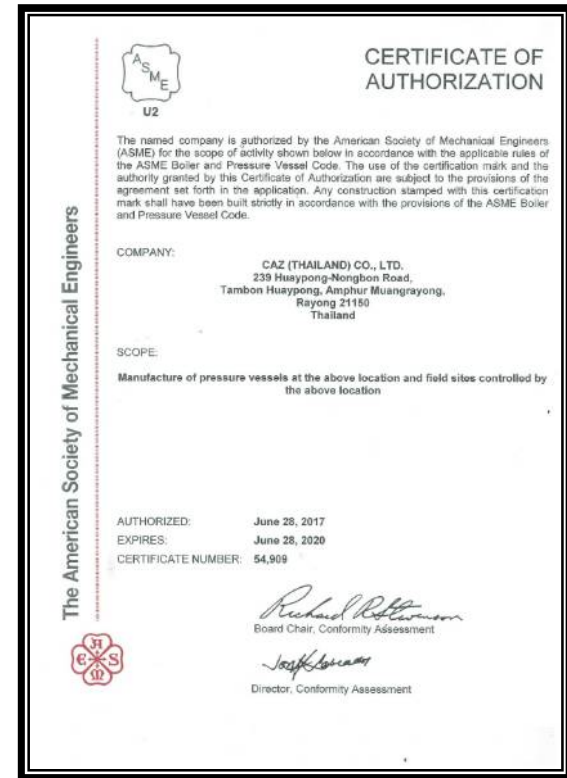 ASME
U2
CERTIFICATE OF
AUTHORIZATION
The named company is authorized by the American Society of Mechanical Engineers
(ASME) for the scope of activity shown below in accordance with the applicable rules of
the ASME Boiler and Pressure Vessel Code. The use of the certification mark and the
authority granted by this Certificate of Authorization are subject to the provisions of the
agreement set forth in the application. Any construction stamped with this certification
mark shall have been built strictly in accordance with the provisions of the ASME Boiler
and Pressure Vessel Code.
COMPANY:
CAZ (THAILAND) CO., LTD.
239 Huaypong-Nongbon Road,
Tambon Huaypong, Amphur Muangrayong,
Rayong 21150
Thailand
SCOPE:
Manufacture of pressure vessels at the above location and field sites controlled by
the above location
AUTHORIZED: June 28, 2017
EXPIRES: June 28, 2020
CERTIFICATE NUMBER: 54,909
Board Chair, Conformity Assessment
Director, Conformity Assessment
The American Society of Mechanical Engineers
ASME